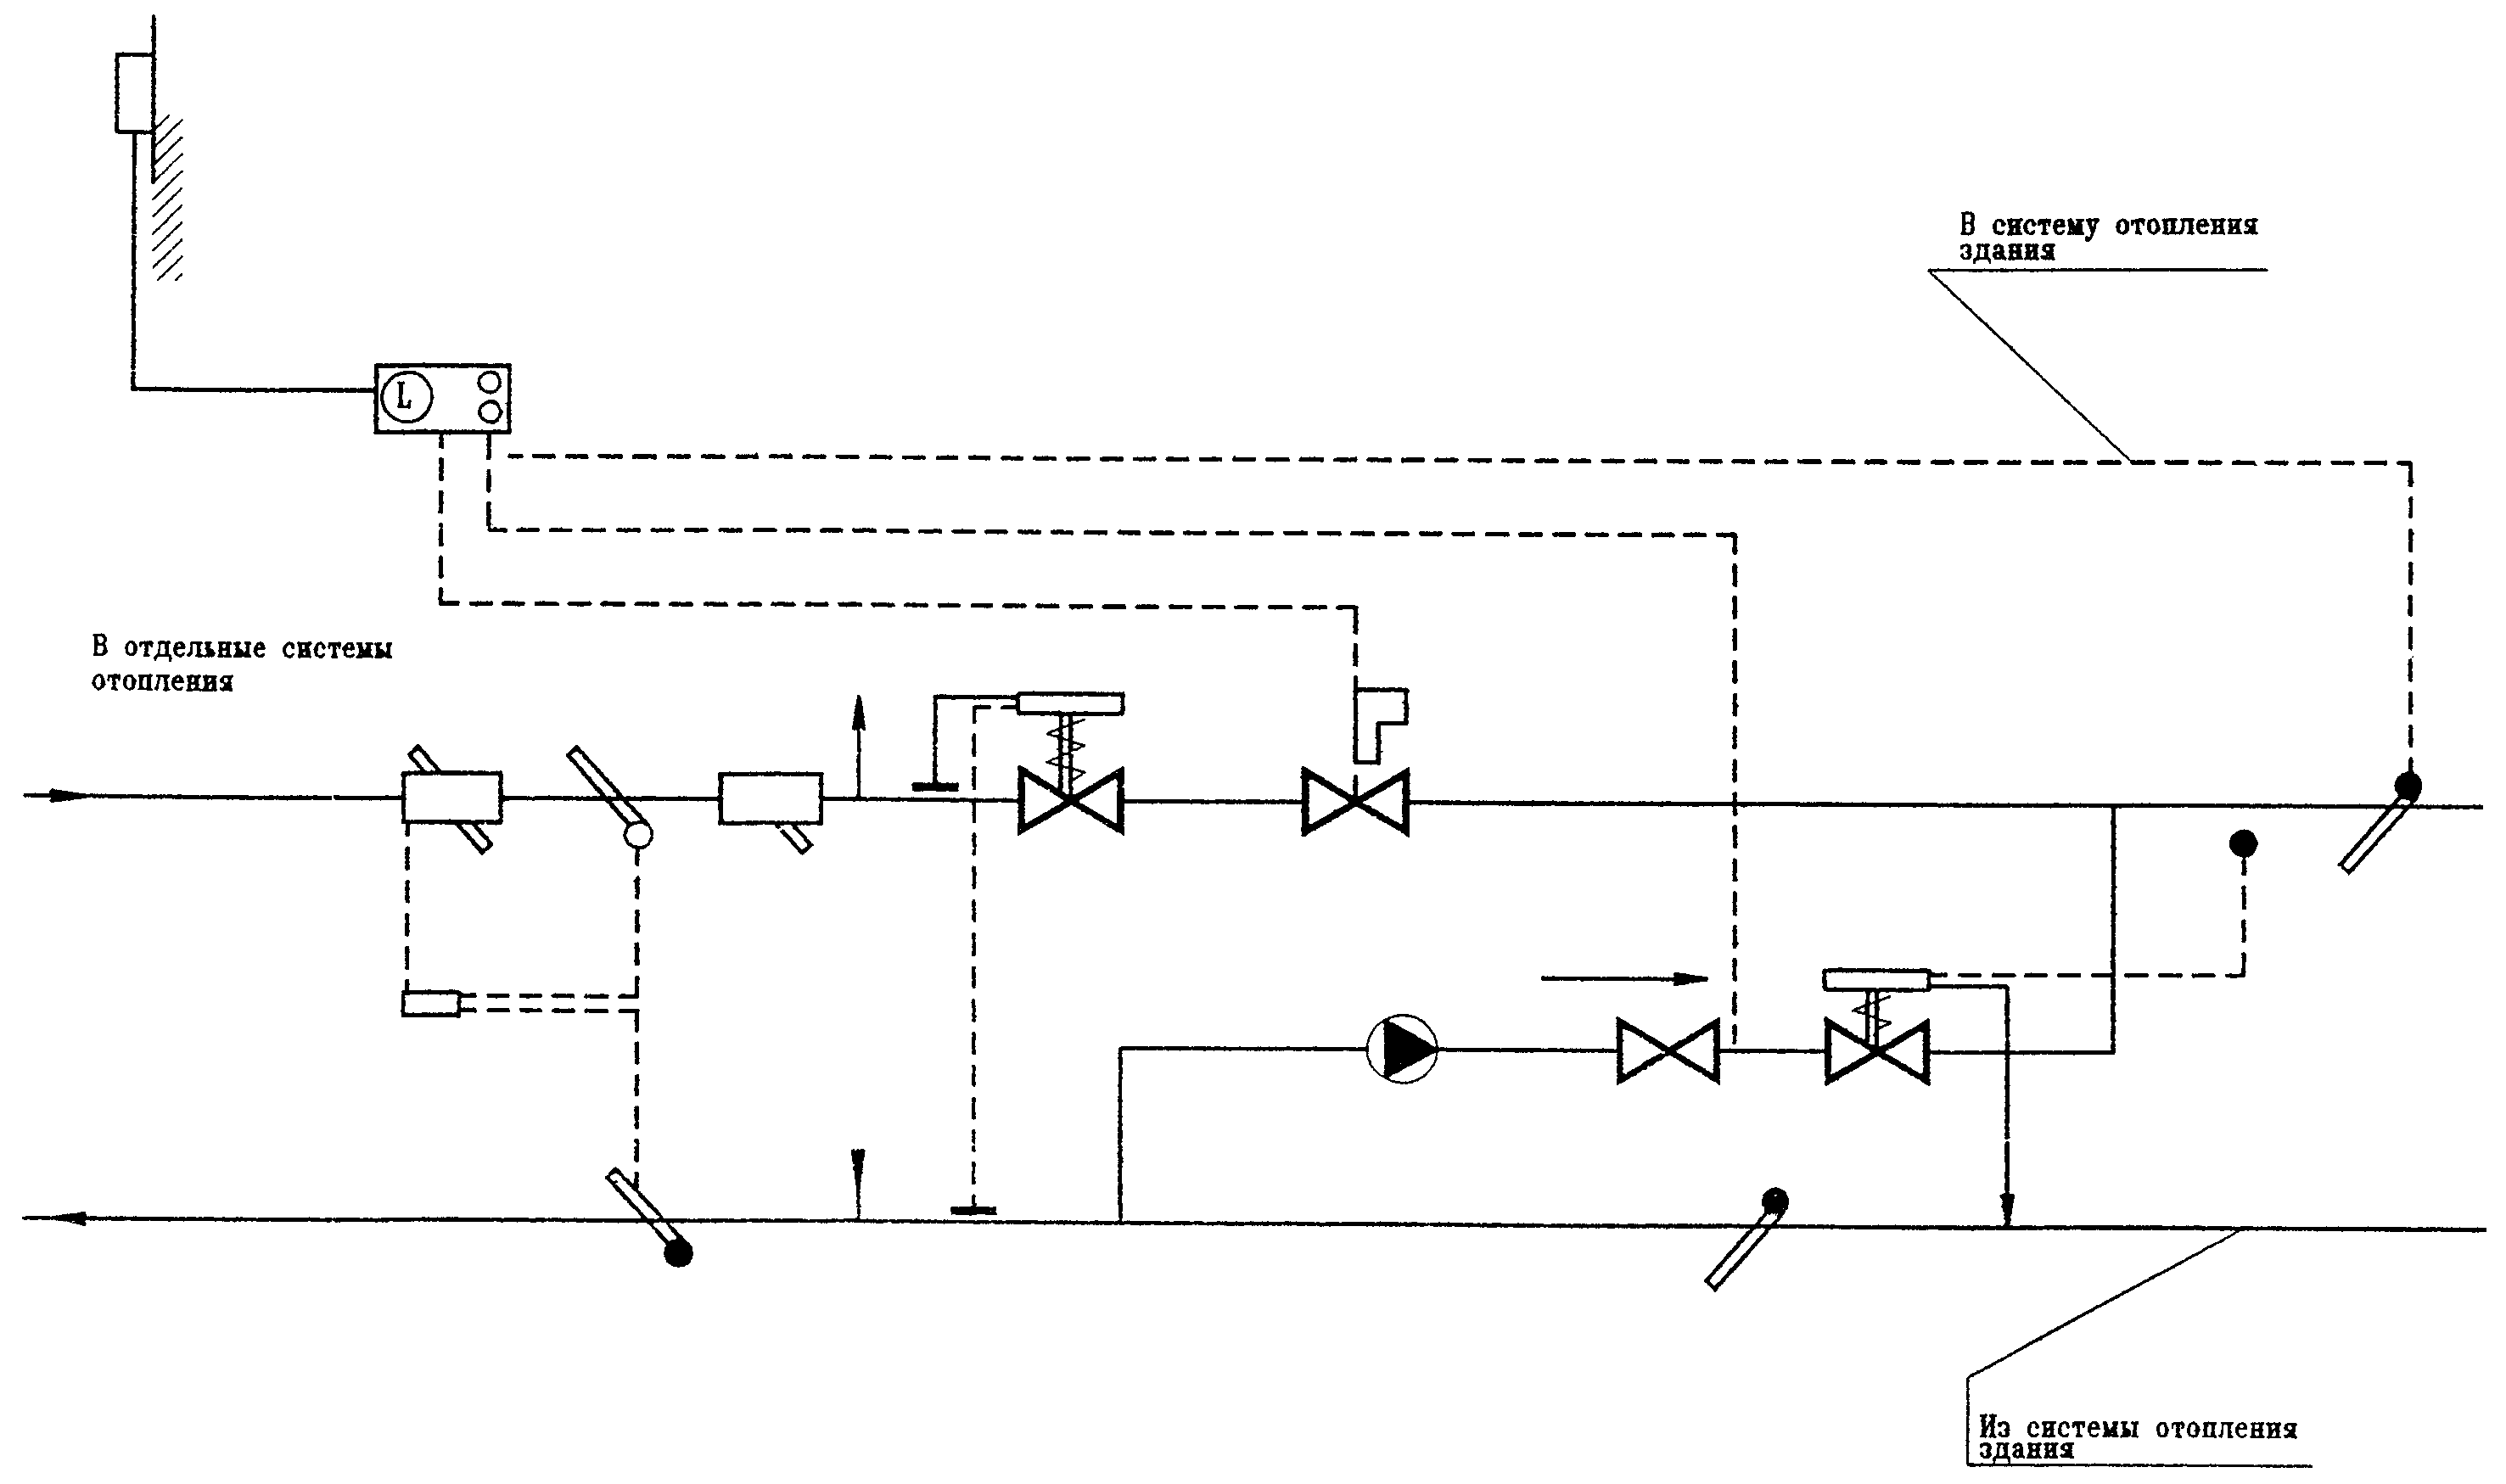 В систему отопления
здания
L
В отдельные системы
отопления
Из системы отопления
здания